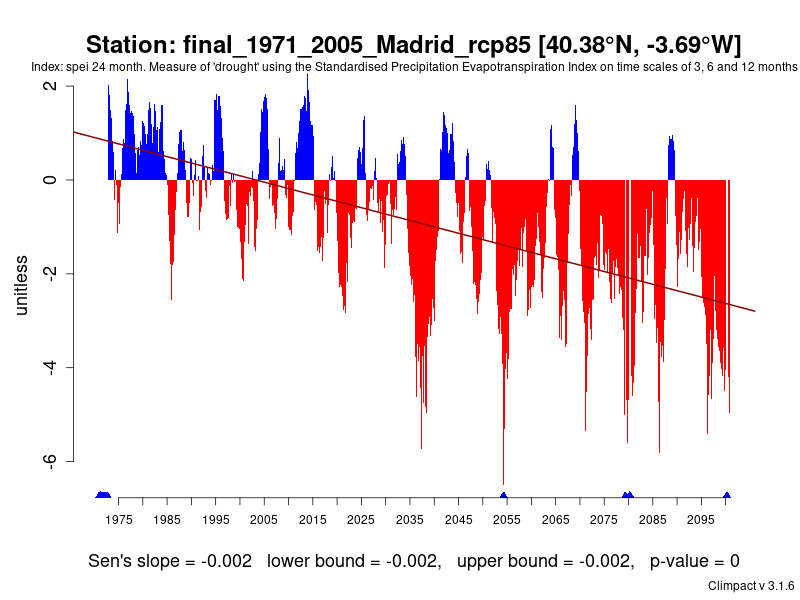 Station: final_1971_2005_Madrid_rcp85 [40.38°N, -3.69°W]
Index: spei 24 month. Measure of 'drought' using the Standardised Precipitation Evapotranspiration Index on time scales of 3, 6 and 12 months
2
0
-2
-4
-6
unitless
1975 1985 1995 2005 2015 2025 2035 2045 2055 2065 2075 2085 2095
Sen's slope = -0.002 lower bound = -0.002, upper bound = -0.002, p-value = 0
Climpact v 3.1.6